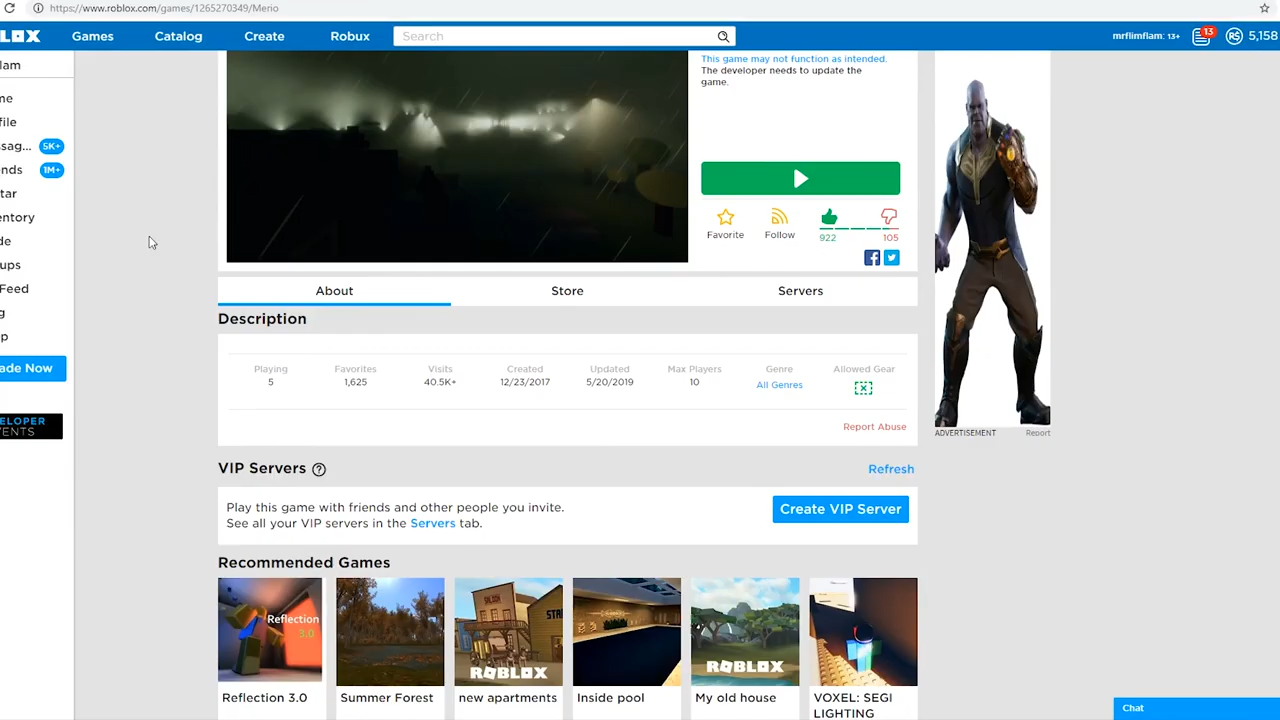 https://www.roblox.com/games/1265270349/Merio
LOX Games Catalog Create Robux Search mrflimflam: 13+ 13 R$ 5,158
lam
me
file
ssag... 5K+
nds 1M+
tar
entory
de
ups
Feed
g
p
ade Now
ELOPER
ENTS
This game may not function as intended.
The developer needs to update the
game.
Favorite Follow 922 105
About Store Servers
Description
Playing Favorites Visits Created Updated Max Players Genre Allowed Gear
5 1,625 40.5K+ 12/23/2017 5/20/2019 10 All Genres
Report Abuse
VIP Servers ? Refresh
Play this game with friends and other people you invite.
See all your VIP servers in the Servers tab.
Create VIP Server
Recommended Games
Reflection
3.0
ROBLOX
ROBLOX
Reflection 3.0 Summer Forest new apartments Inside pool My old house VOXEL: SEGI
LIGHTING
ADVERTISEMENT Report
Chat